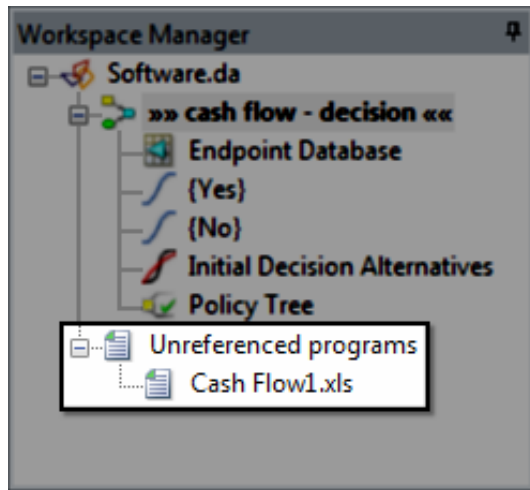 Workspace Manager
Software.da
»» cash flow - decision ««
Endpoint Database
{Yes}
{No}
Initial Decision Alternatives
Policy Tree
Unreferenced programs
Cash Flow1.xls